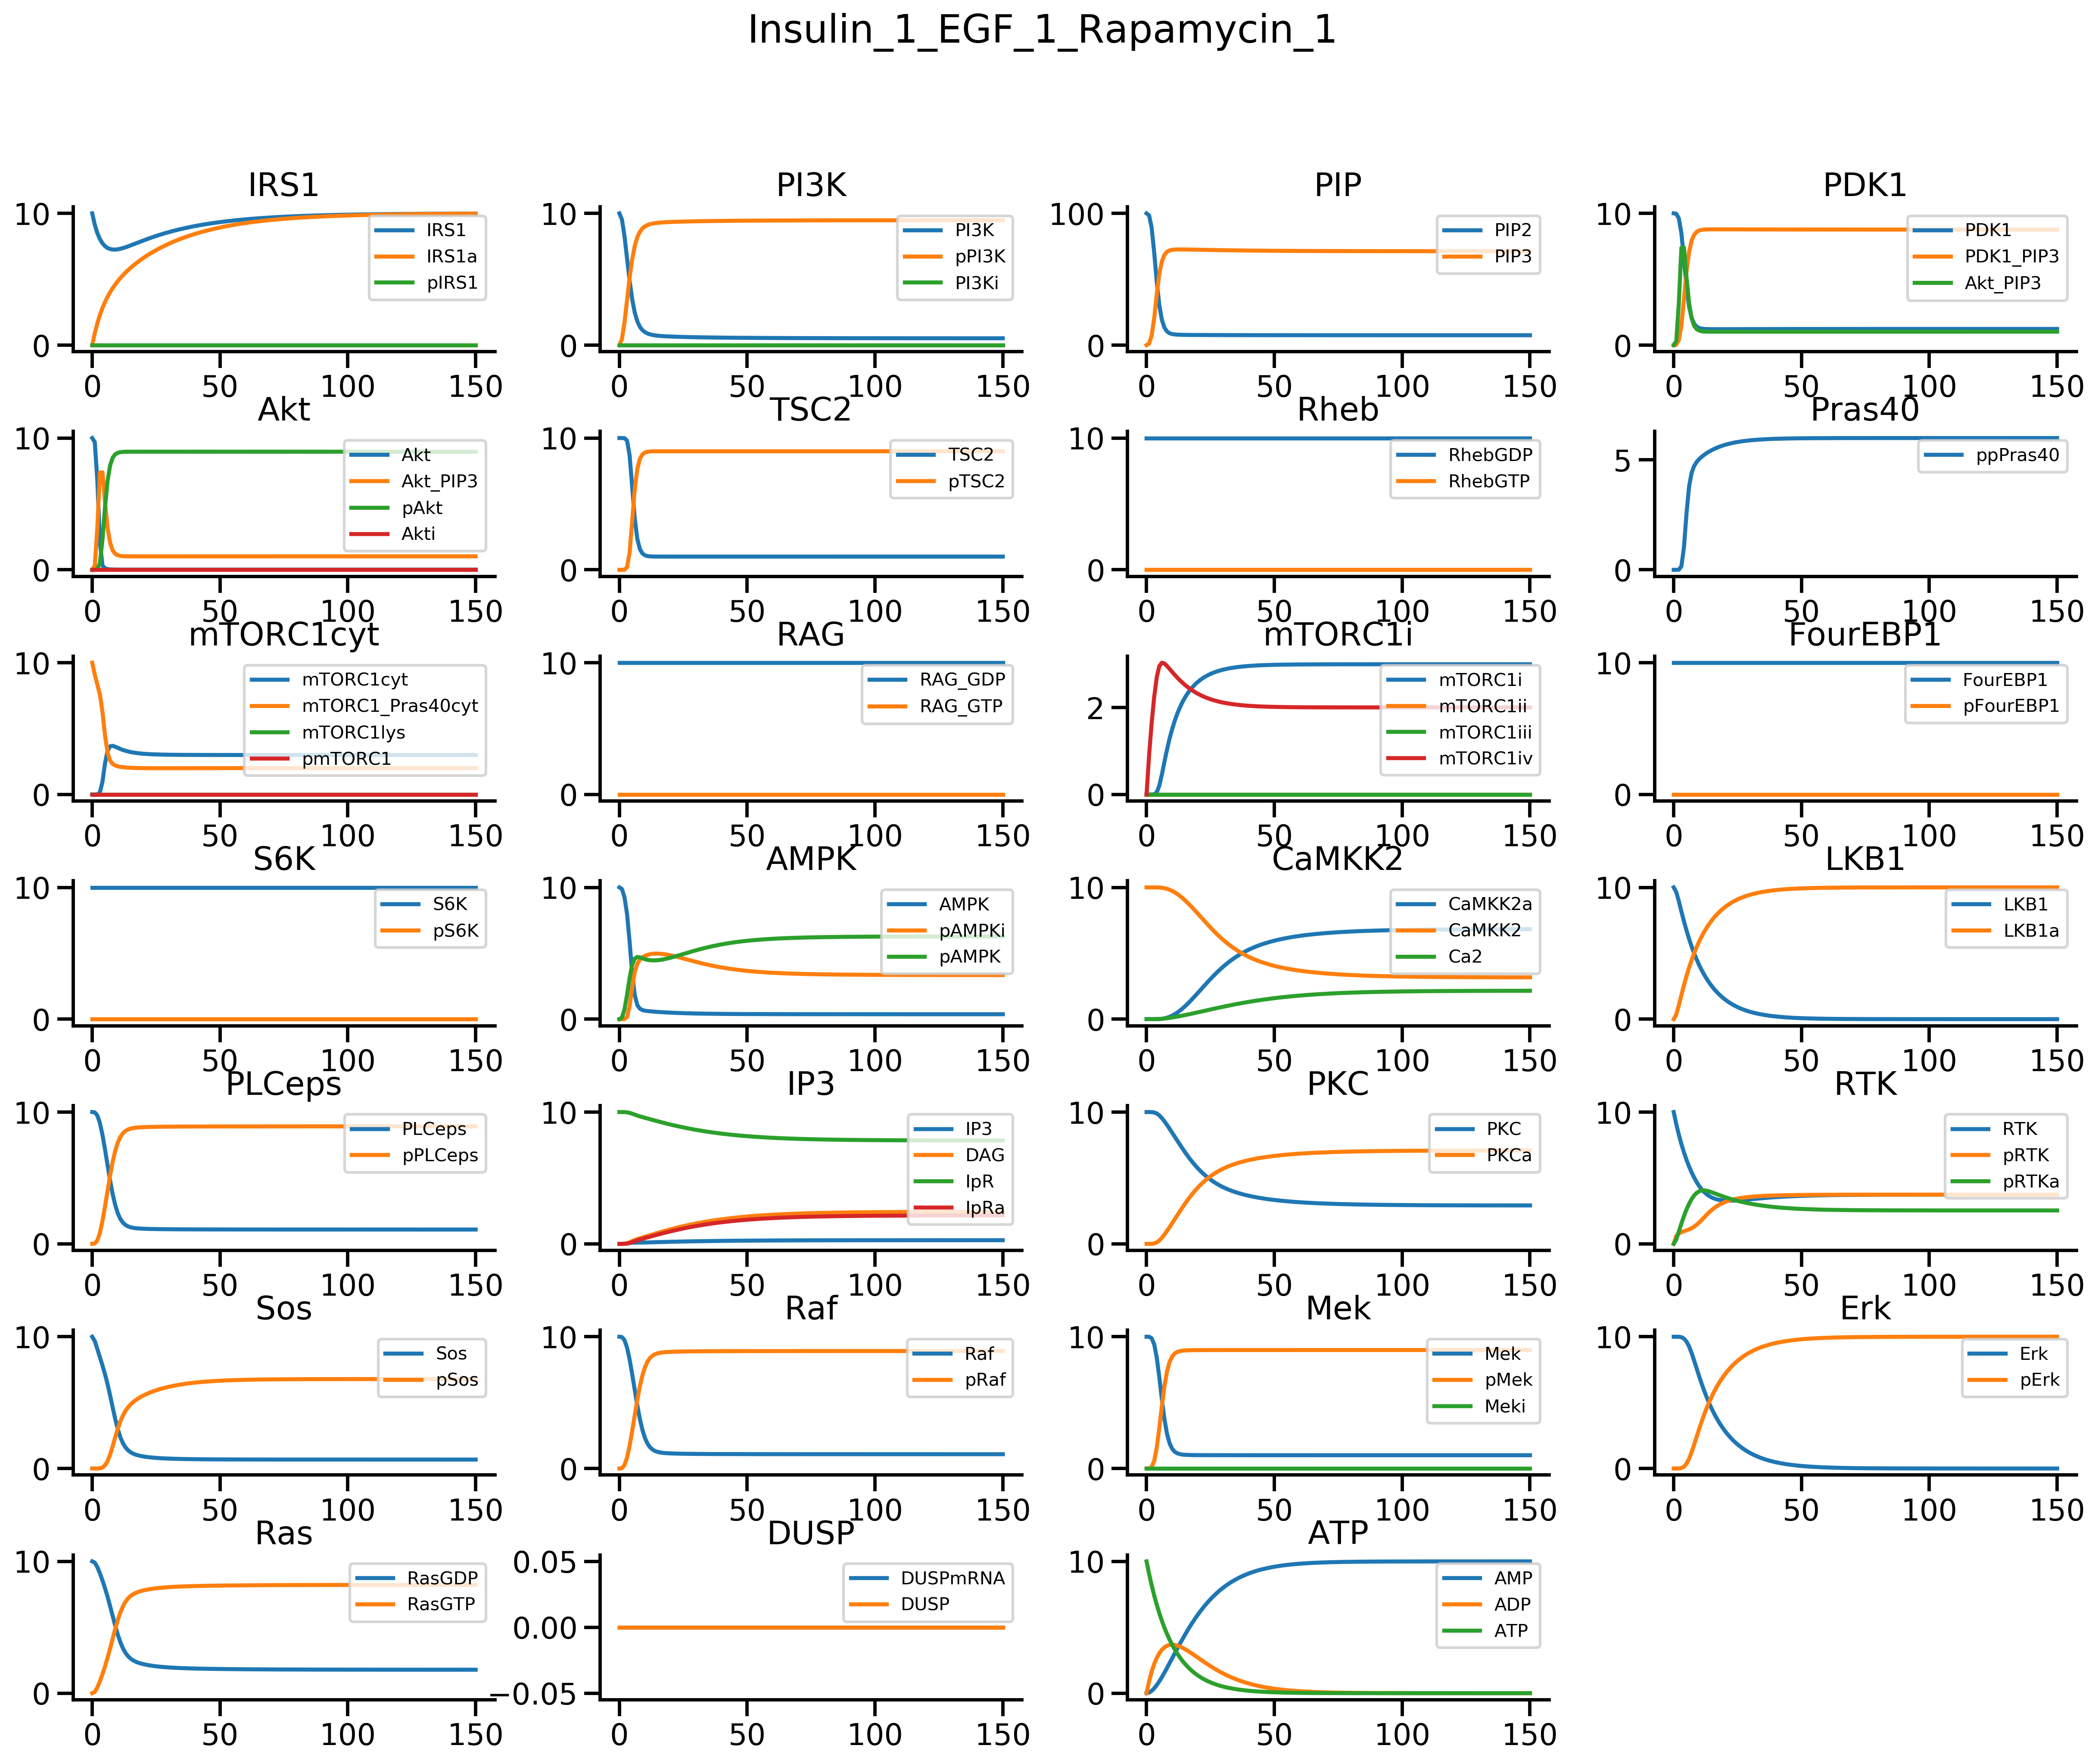 Insulin_1_EGF_1_Rapamycin_1
IRS1
10
0
0 50 100 150
IRS1
IRS1a
pIRS1
PI3K
10
0
0 50 100 150
PI3K
pPI3K
PI3Ki
PIP
100
0
0 50 100 150
PIP2
PIP3
PDK1
10
0
0 50 100 150
PDK1
PDK1_PIP3
Akt_PIP3
Akt
10
0
0 50 100 150
Akt
Akt_PIP3
pAkt
Akti
TSC2
10
0
0 50 100 150
TSC2
pTSC2
Rheb
10
0
0 50 100 150
RhebGDP
RhebGTP
Pras40
5
0
0 50 100 150
ppPras40
mTORC1cyt
10
0
0 50 100 150
mTORC1cyt
mTORC1_Pras40cyt
mTORC1lys
pmTORC1
RAG
10
0
0 50 100 150
RAG_GDP
RAG_GTP
mTORC1i
2
0
0 50 100 150
mTORC1i
mTORC1ii
mTORC1iii
mTORC1iv
FourEBP1
10
0
0 50 100 150
FourEBP1
pFourEBP1
S6K
10
0
0 50 100 150
S6K
pS6K
AMPK
10
0
0 50 100 150
AMPK
pAMPKi
pAMPK
CaMKK2
10
0
0 50 100 150
CaMKK2a
CaMKK2
Ca2
LKB1
10
0
0 50 100 150
LKB1
LKB1a
PLCeps
10
0
0 50 100 150
PLCeps
pPLCeps
IP3
10
0
0 50 100 150
IP3
DAG
IpR
IpRa
PKC
10
0
0 50 100 150
PKC
PKCa
RTK
10
0
0 50 100 150
RTK
pRTK
pRTKa
Sos
10
0
0 50 100 150
Sos
pSos
Raf
10
0
0 50 100 150
Raf
pRaf
Mek
10
0
0 50 100 150
Mek
pMek
Meki
Erk
10
0
0 50 100 150
Erk
pErk
Ras
10
0
0 50 100 150
RasGDP
RasGTP
DUSP
0.05
0.00
−0.05
0 50 100 150
DUSPmRNA
DUSP
ATP
10
0
0 50 100 150
AMP
ADP
ATP